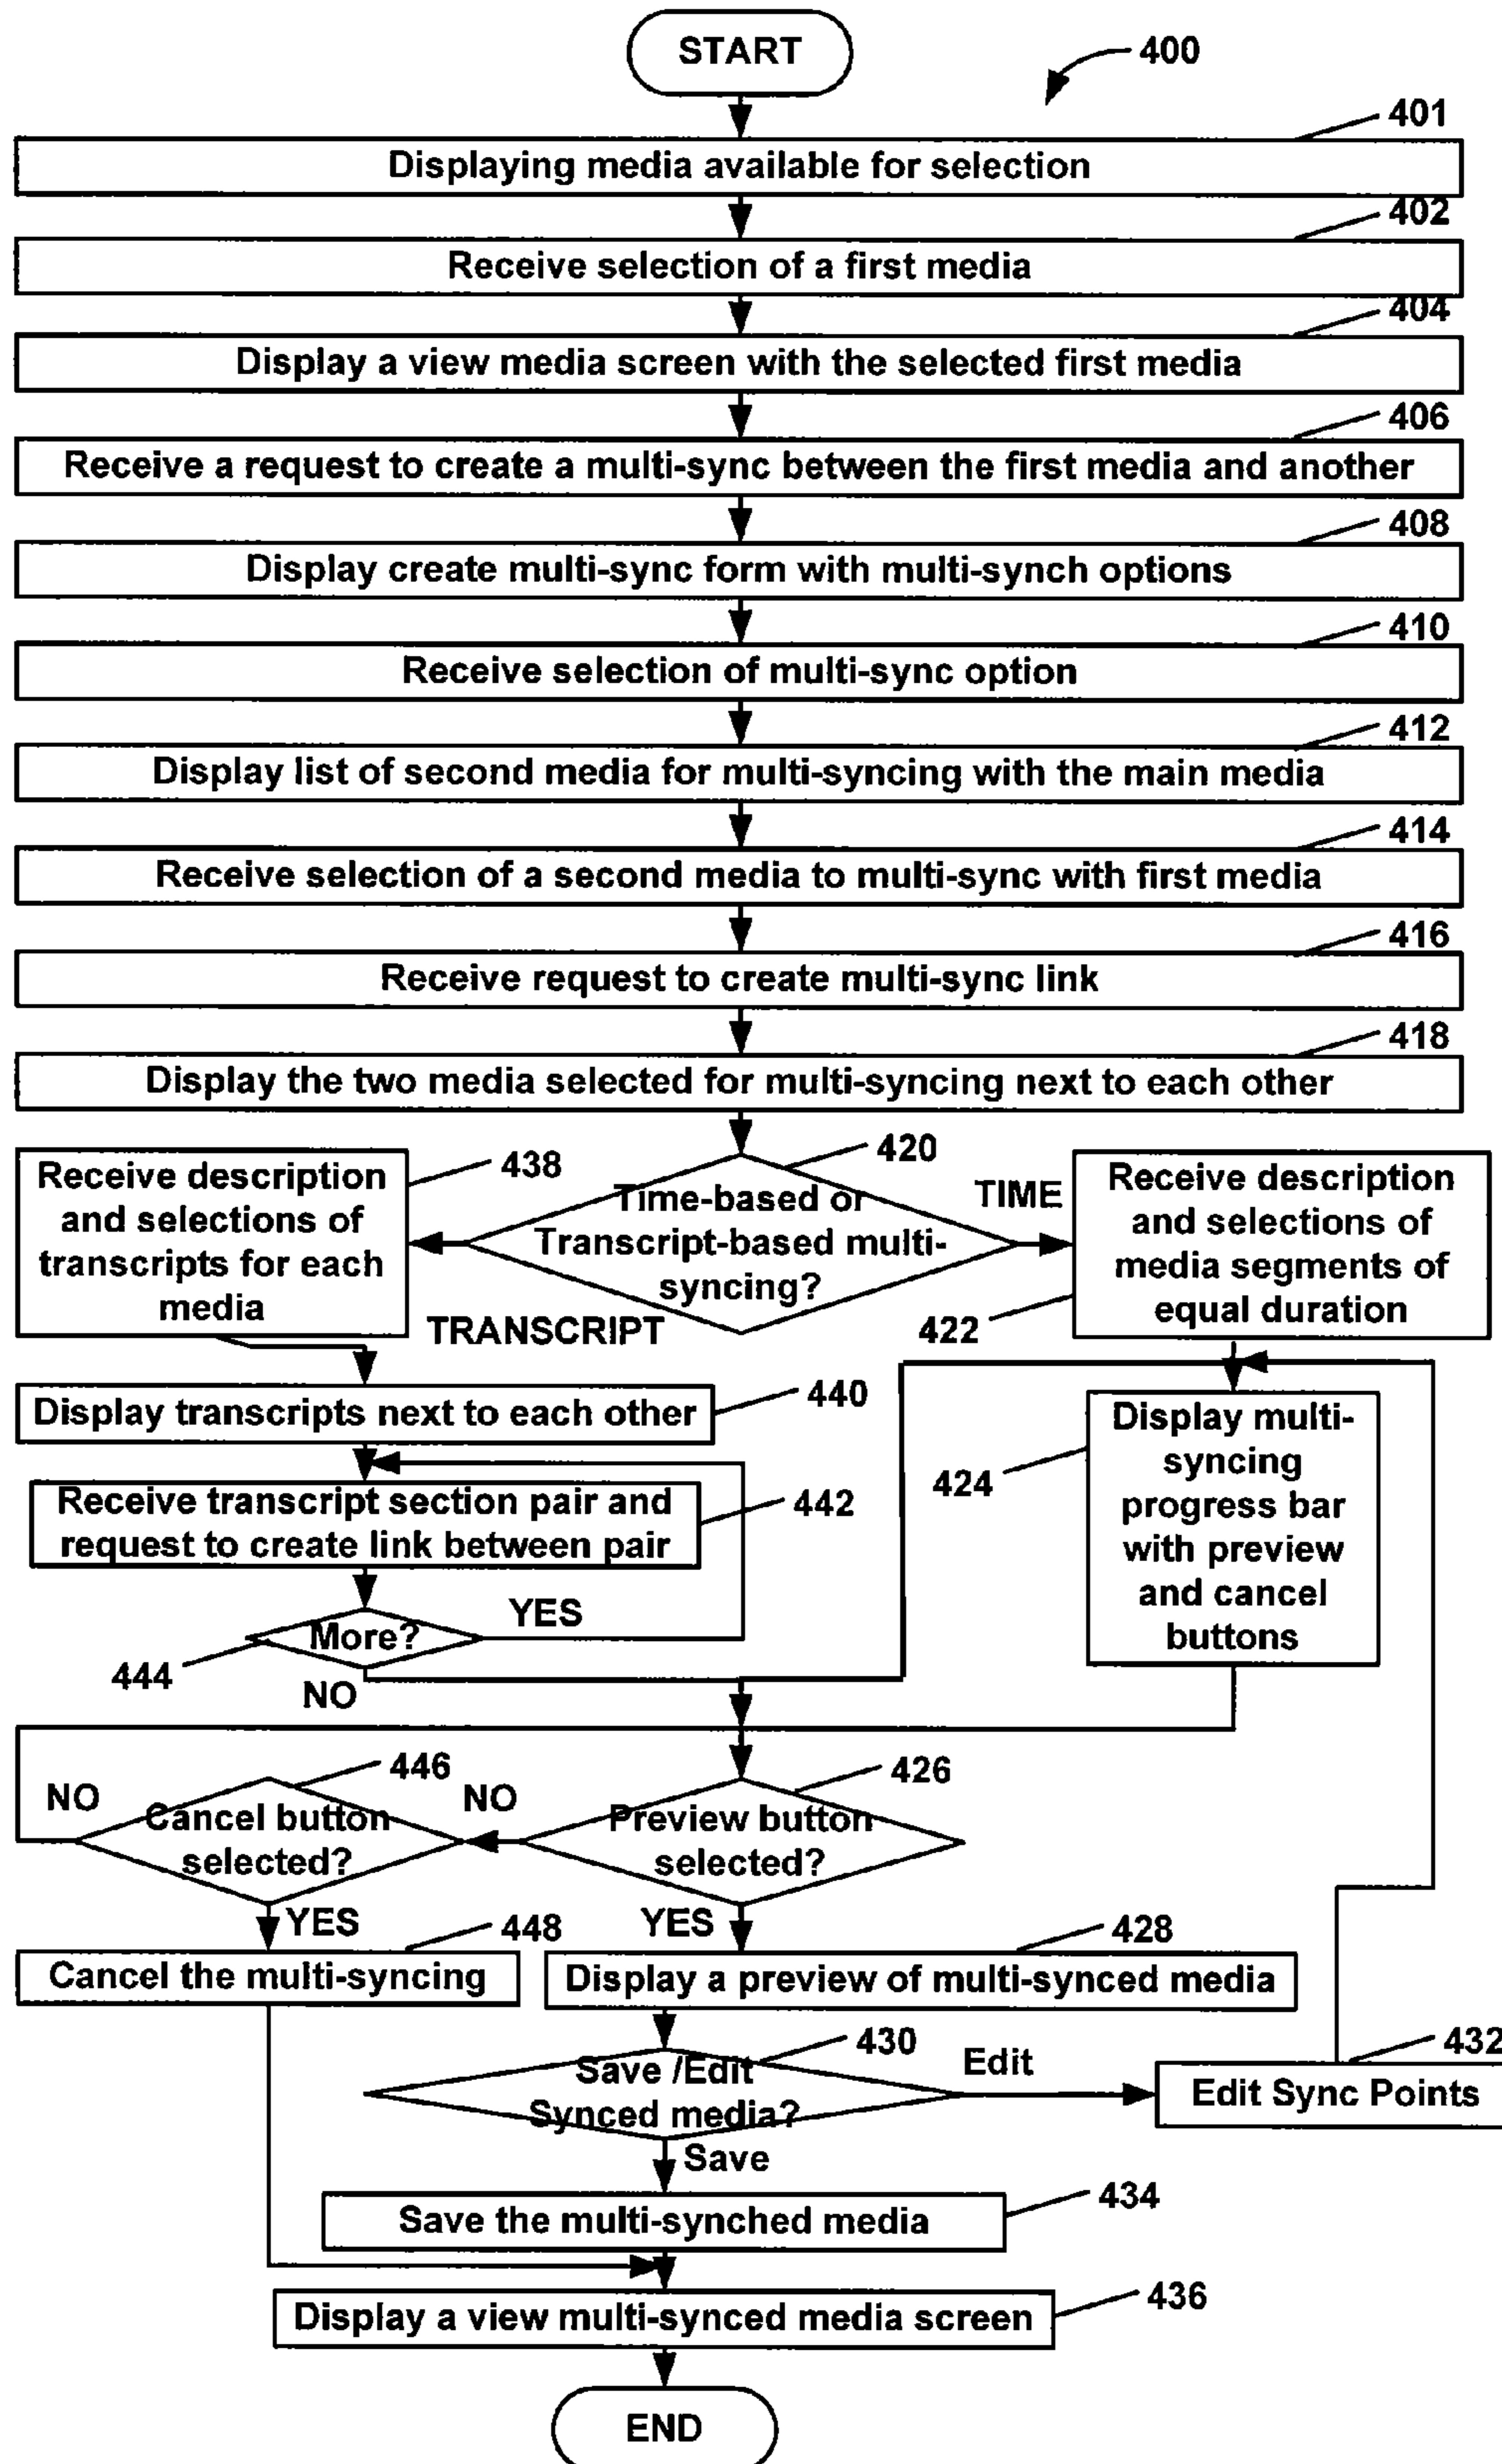 START
400
401
Displaying media available for selection
402
Receive selection of a first media
404
Display a view media screen with the selected first media
406
Receive a request to create a multi-sync between the first media and another
408
Display create multi-sync form with multi-synch options
410
Receive selection of multi-sync option
412
Display list of second media for multi-syncing with the main media
414
Receive selection of a second media to multi-sync with first media
416
Receive request to create multi-sync link
418
Display the two media selected for multi-syncing next to each other
420
Time-based or
Transcript-based multi-
syncing?
TIME
TRANSCRIPT
438
Receive description
and selections of
transcripts for each
media
422
Receive description
and selections of
media segments of
equal duration
440
Display transcripts next to each other
442
Receive transcript section pair and
request to create link between pair
424
Display multi-
syncing
progress bar
with preview
and cancel
buttons
444
More?
YES
NO
446
Cancel button
selected?
NO
NO
426
Preview button
selected?
YES
YES
448
Cancel the multi-syncing
428
Display a preview of multi-synced media
430
Save /Edit
Synced media?
Edit
432
Edit Sync Points
Save
434
Save the multi-synched media
436
Display a view multi-synced media screen
END